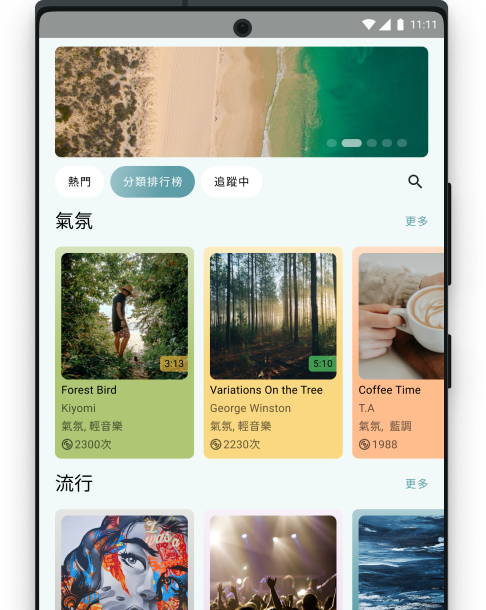 11:11
熱門 分類排行榜 追蹤中
氣氛 更多
3:13 5:10
Forest Bird Variations On the Tree Coffee Time
Kiyomi George Winston T.A
氣氛, 輕音樂 氣氛, 輕音樂 氣氛, 藍調
2300次 2230次 1988
流行 更多